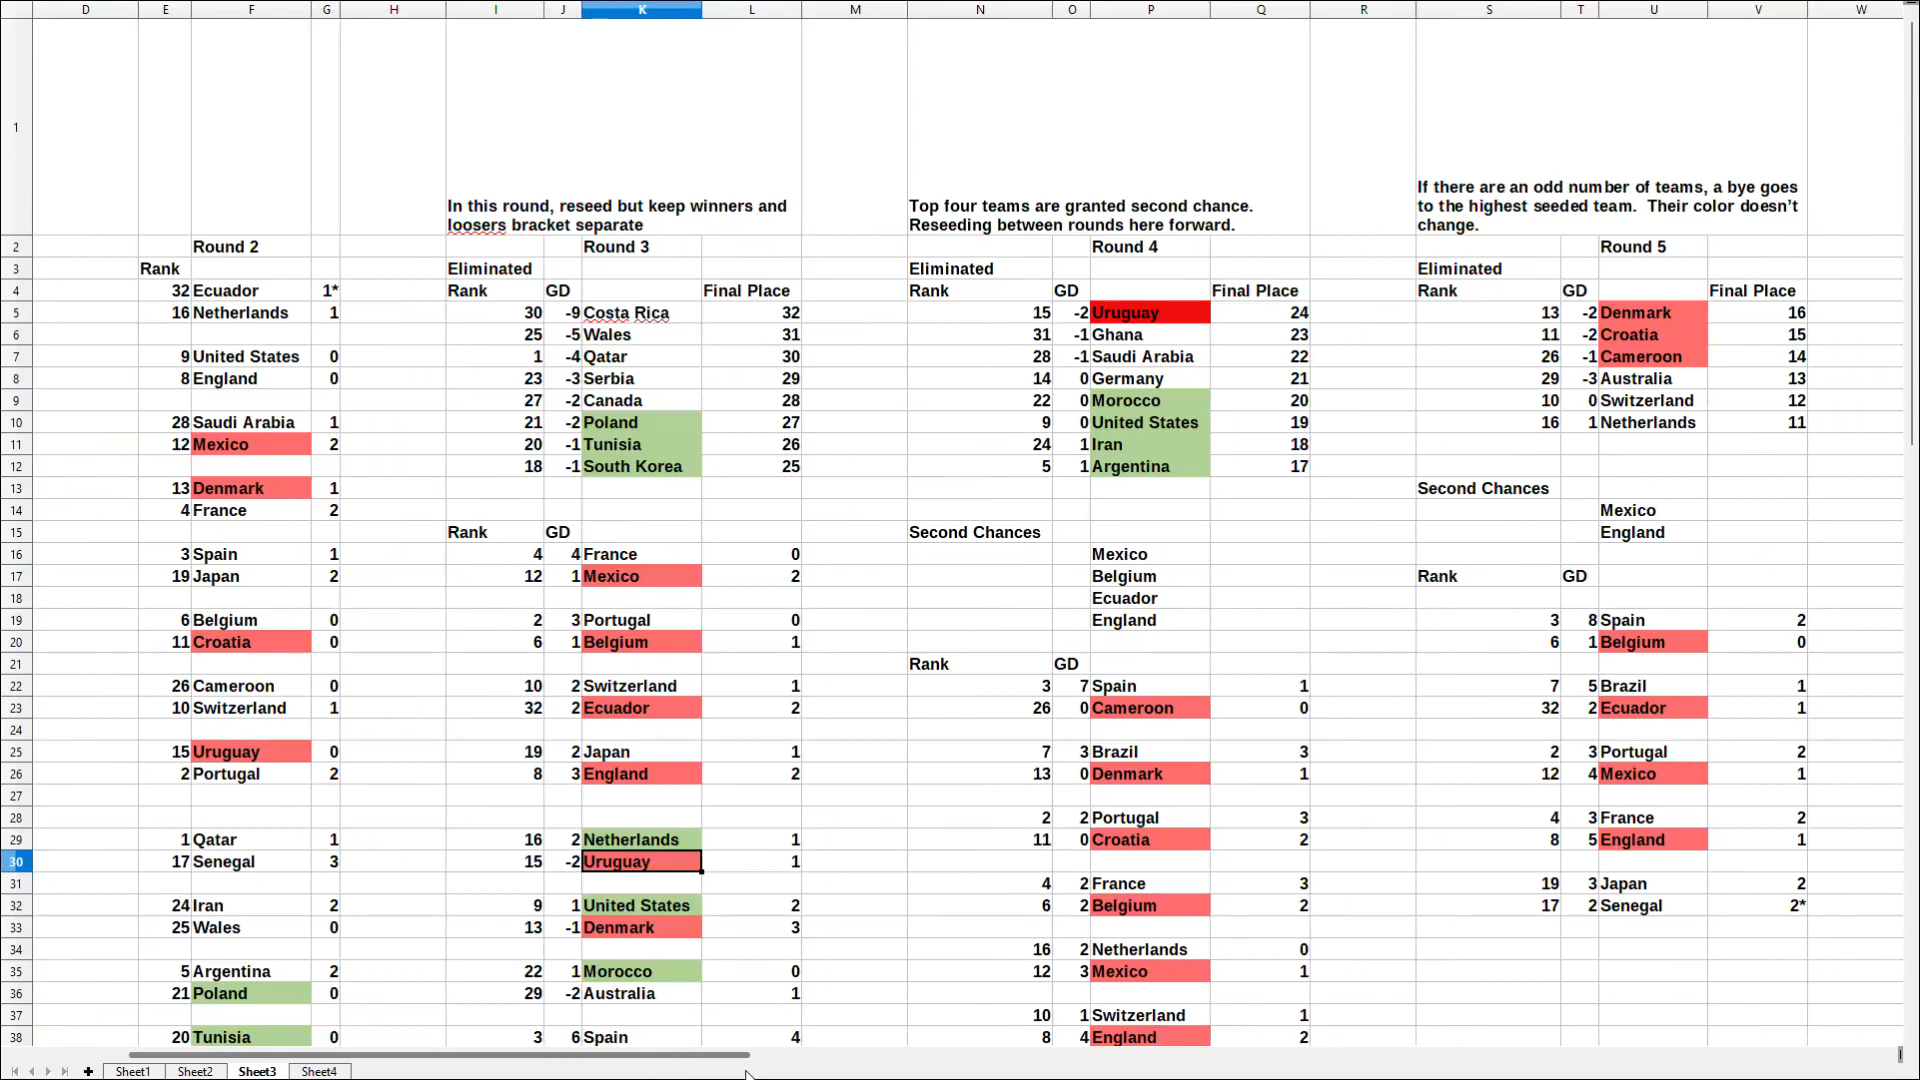 D E F G H I J K L M N O P Q R S T U V W
1 In this round, reseed but keep winners and Top four teams are granted second chance. If there are an odd number of teams, a bye goes
loosers bracket separate Reseeding between rounds here forward. to the highest seeded team. Their color doesn't
change.
2 Round 2 Round 3 Round 4 Round 5
3 Rank Eliminated Eliminated Eliminated
4 32 Ecuador 1* Rank GD Final Place Rank GD Final Place Rank GD Final Place
5 16 Netherlands 1 30 -9 Costa Rica 32 15 -2 Uruguay 24 13 -2 Denmark 16
6 25 -5 Wales 31 31 -1 Ghana 23 11 -2 Croatia 15
7 9 United States 0 1 -4 Qatar 30 28 -1 Saudi Arabia 22 26 -1 Cameroon 14
8 8 England 0 23 -3 Serbia 29 14 0 Germany 21 29 -3 Australia 13
9 27 -2 Canada 28 22 0 Morocco 20 10 0 Switzerland 12
10 28 Saudi Arabia 1 21 -2 Poland 27 9 0 United States 19 16 1 Netherlands 11
11 12 Mexico 2 20 -1 Tunisia 26 24 1 Iran 18
12 18 -1 South Korea 25 5 1 Argentina 17
13 13 Denmark 1 Second Chances
14 4 France 2 Mexico
15 Rank GD Second Chances England
16 3 Spain 1 4 4 France 0 Mexico
17 19 Japan 2 12 1 Mexico 2 Belgium Rank GD
18 Ecuador
19 6 Belgium 0 2 3 Portugal 0 England 3 8 Spain 2
20 11 Croatia 0 6 1 Belgium 1 6 1 Belgium 0
21 Rank GD
22 26 Cameroon 0 10 2 Switzerland 1 3 7 Spain 1 7 5 Brazil 1
23 10 Switzerland 1 32 2 Ecuador 2 26 0 Cameroon 0 32 2 Ecuador 1
24
25 15 Uruguay 0 19 2 Japan 1 7 3 Brazil 3 2 3 Portugal 2
26 2 Portugal 2 8 3 England 2 13 0 Denmark 1 12 4 Mexico 1
27
28 2 2 Portugal 3 4 3 France 2
29 1 Qatar 1 16 2 Netherlands 1 11 0 Croatia 2 8 5 England 1
30 17 Senegal 3 15 -2 Uruguay 1
31 4 2 France 3 19 3 Japan 2
32 24 Iran 2 9 1 United States 2 6 2 Belgium 2 17 2 Senegal 2*
33 25 Wales 0 13 -1 Denmark 3
34 16 2 Netherlands 0
35 5 Argentina 2 22 1 Morocco 0 12 3 Mexico 1
36 21 Poland 0 29 -2 Australia 1
37 10 1 Switzerland 1
38 20 Tunisia 0 3 6 Spain 4 8 4 England 2
Sheet1 Sheet2 Sheet3 Sheet4